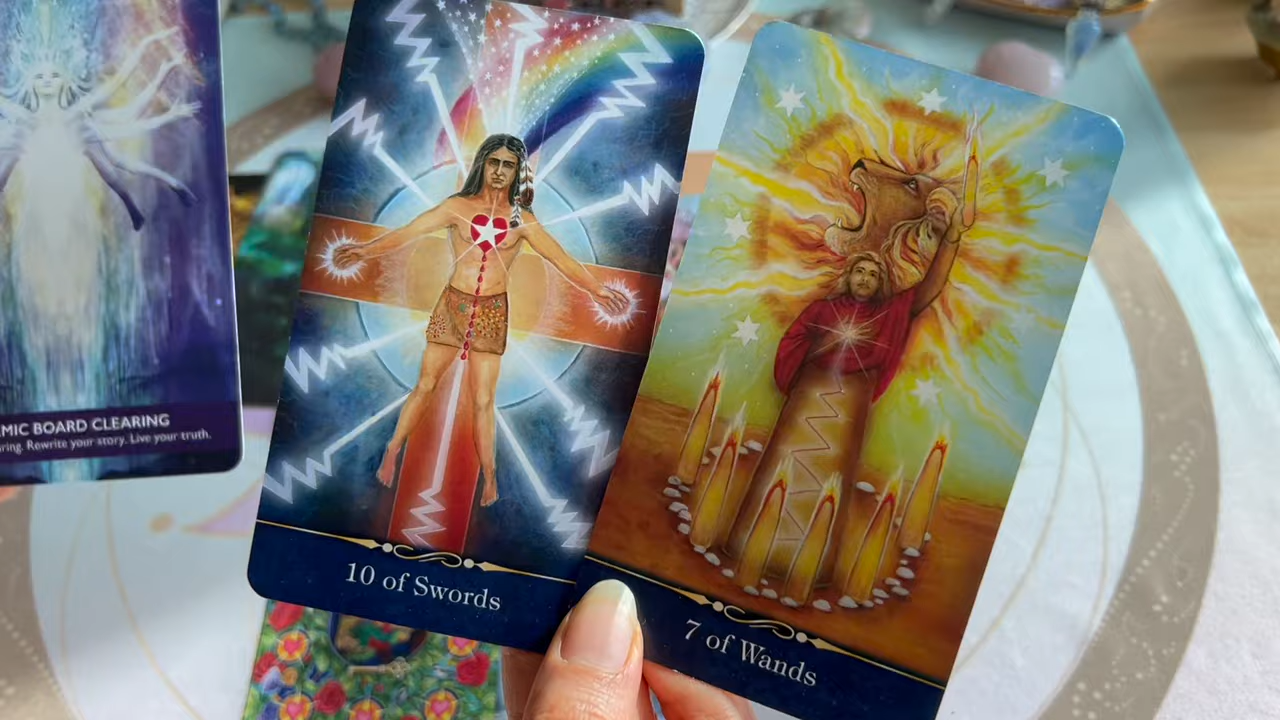 MIC BOARD CLEARING
ring. Rewrite your story. Live your truth.
10 of Swords
7 of Wands